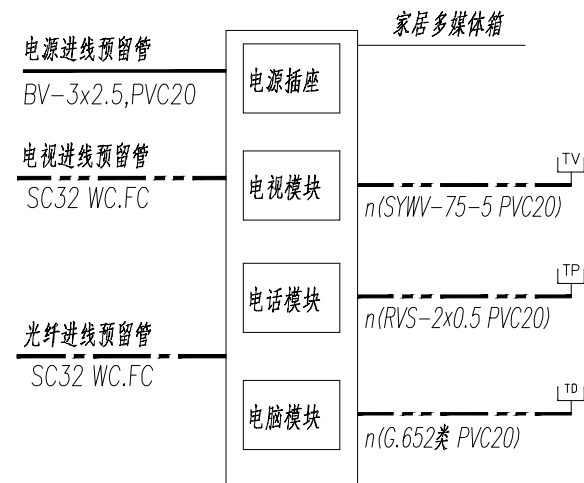 家居多媒体箱
电源进线预留管
BV-3x2.5,PVC20
电源插座
电视进线预留管
SC32 WC.FC
电视模块
TV
n(SYWV-75-5 PVC20)
电话模块
TP
n(RVS-2x0.5 PVC20)
光纤进线预留管
SC32 WC.FC
电脑模块
TD
n(G.652类 PVC20)